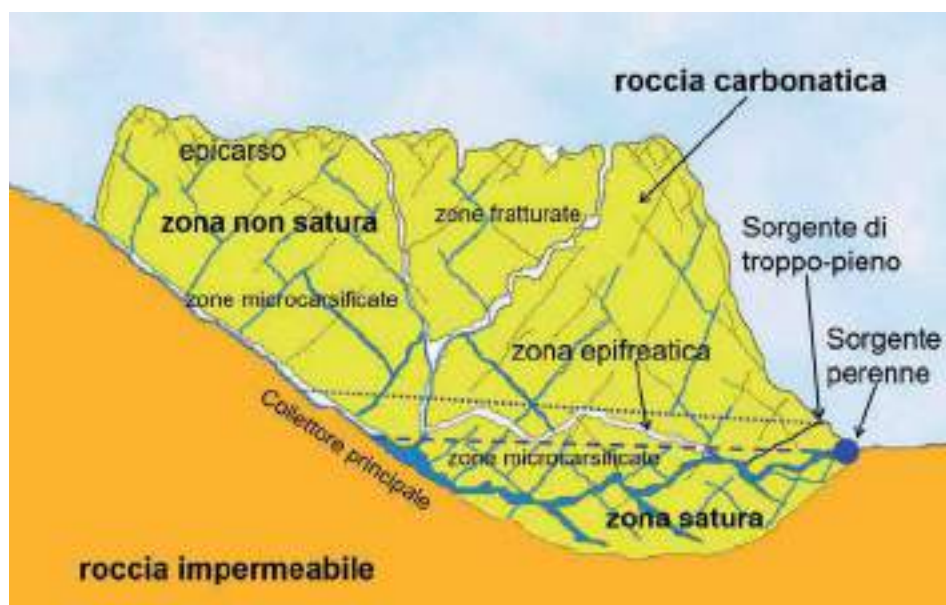 roccia carbonatica
epicarso
zona non satura
zone fratturate
Sorgente di
troppo-pieno
zone microcarsificate
zona epifreatica
Sorgente
perenne
Collettore principale
zone microcarsificate
zona satura
roccia impermeabile